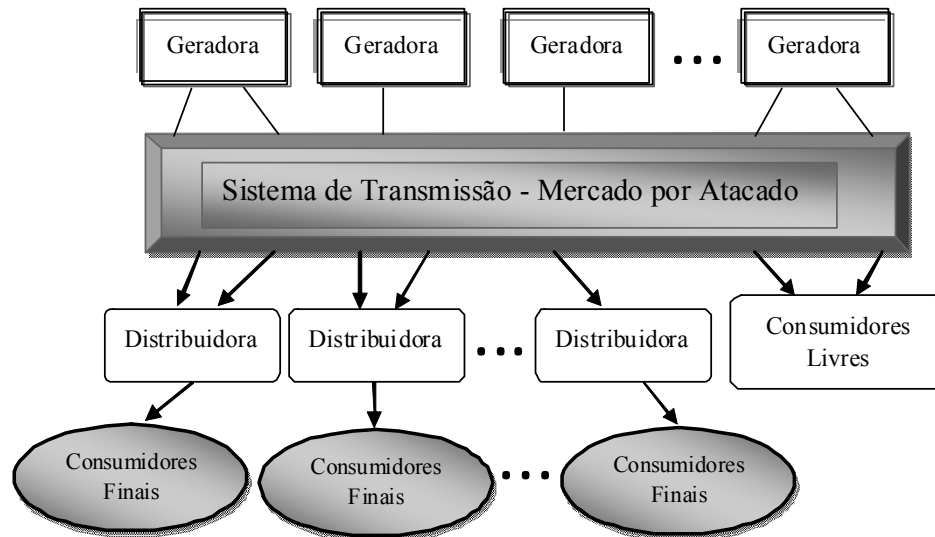 Geradora
Geradora
Geradora
...
Geradora
Sistema de Transmissão - Mercado por Atacado
Distribuidora
Distribuidora
...
Distribuidora
Consumidores
Livres
Consumidores
Finais
Consumidores
Finais
...
Consumidores
Finais